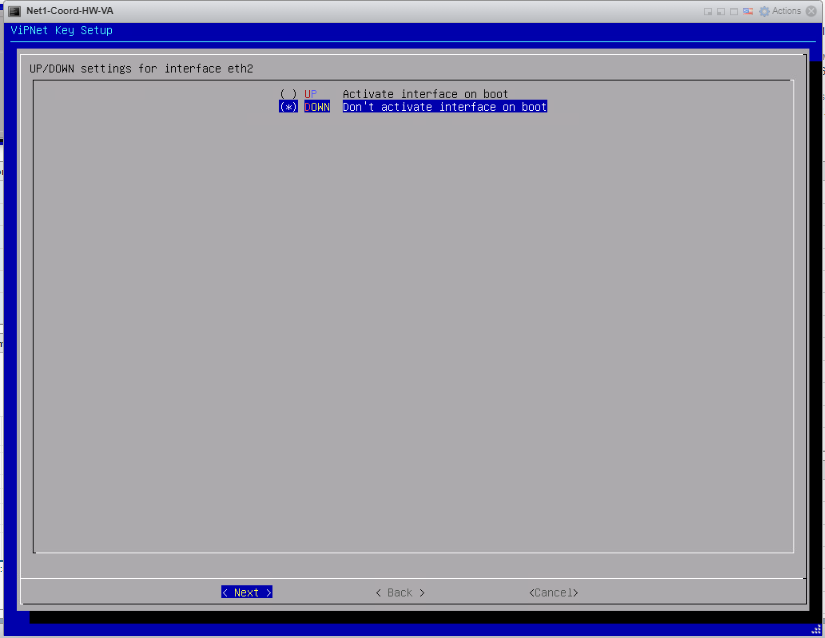 Net1-Coord-HW-VA Actions
ViPNet Key Setup
UP/DOWN settings for interface eth2
( ) UP Activate interface on boot
(*) DOWN Don't activate interface on boot
< Next > < Back > <Cancel>